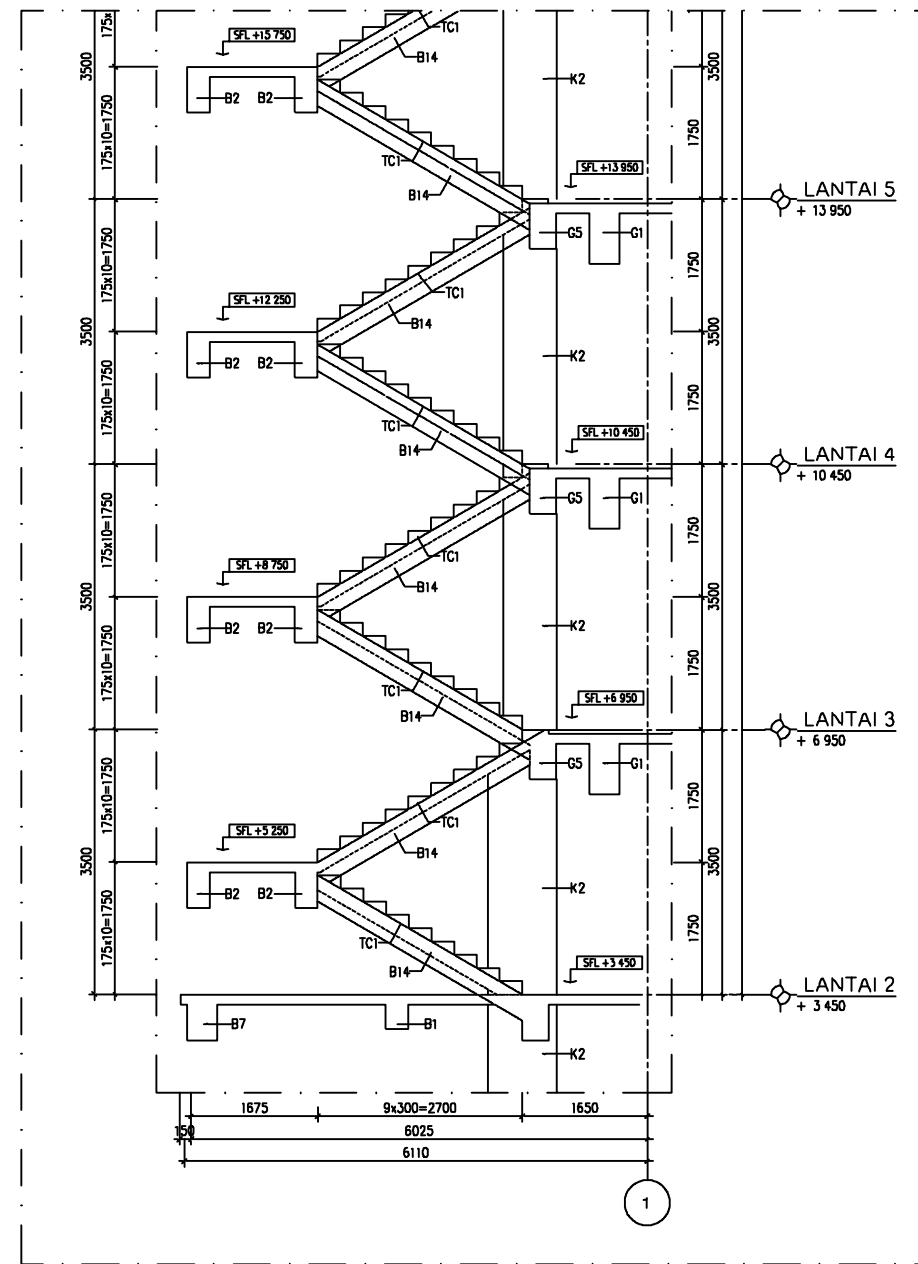 175x
SFL +15 750
TC1
B14
3500
B2
B2
K2
3500
175x10=1750
1750
TC1
SFL +13 950
B14
LANTAI 5
+ 13 950
G5
G1
175x10=1750
1750
SFL +12 250
TC1
B14
3500
B2
B2
K2
3500
175x10=1750
1750
TC1
SFL +10 450
B14
LANTAI 4
+ 10 450
G5
G1
175x10=1750
1750
TC1
SFL +8 750
B14
3500
B2
B2
K2
3500
175x10=1750
1750
TC1
SFL +6 950
B14
LANTAI 3
+ 6 950
G5
G1
175x10=1750
1750
SFL +5 250
TC1
B14
3500
B2
B2
K2
3500
175x10=1750
1750
TC1
SFL +3 450
B14
LANTAI 2
+ 3 450
B7
B1
K2
1675
9x300=2700
1650
150
6025
6110
1